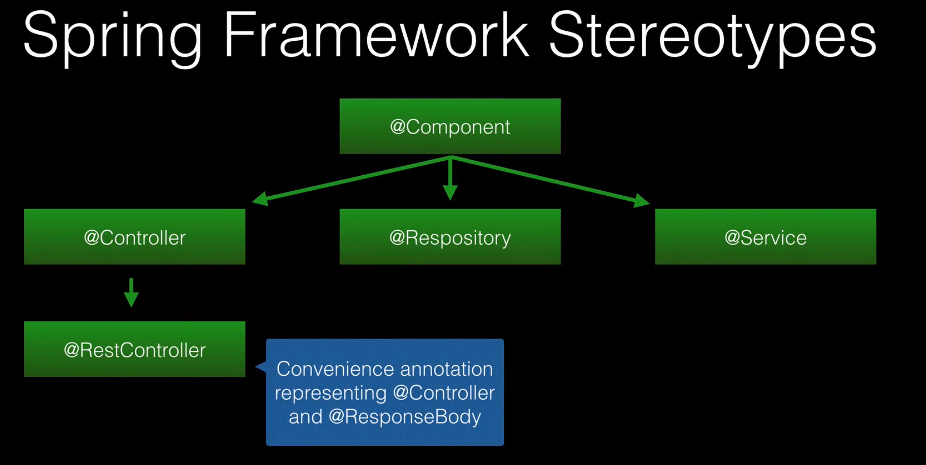 Spring Framework Stereotypes
@Component
@Controller
@Respository
@Service
@RestController
Convenience annotation
representing @Controller
and @ResponseBody